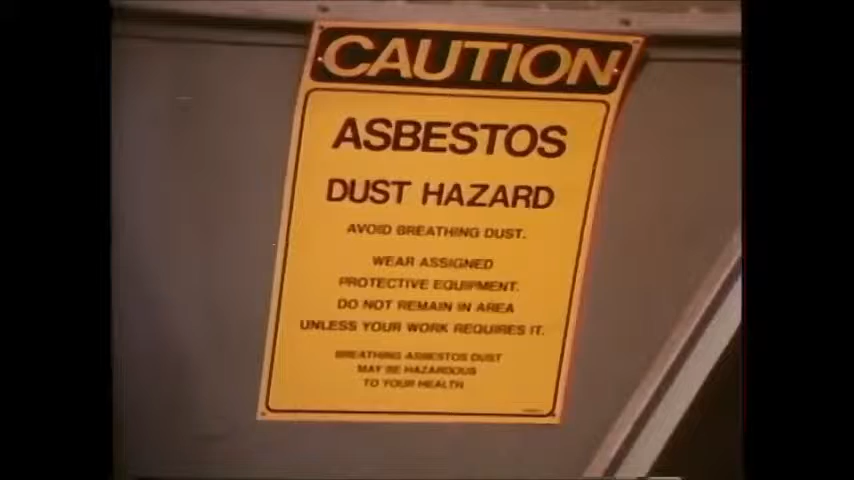 CAUTION
ASBESTOS
DUST HAZARD
AVOID BREATHING DUST.
WEAR ASSIGNED
PROTECTIVE EQUIPMENT.
DO NOT REMAIN IN AREA
UNLESS YOUR WORK REQUIRES IT.
BREATHING ASBESTOS DUST
MAY BE HAZARDOUS
TO YOUR HEALTH